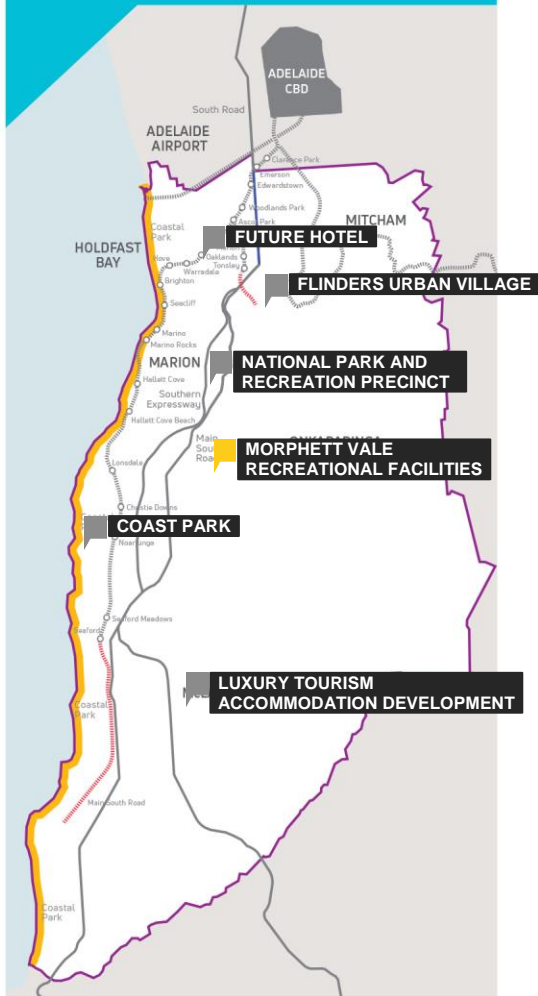 ADELAIDE
CBD
South Road
ADELAIDE
AIRPORT
Clarence Park
Emerson
Edwardstown
Woodlands Park
Ascot Park
Coastal
Park
MITCHAM
FUTURE HOTEL
HOLDFAST
BAY
Hove
Oaklands
Warradale
Tonsley
FLINDERS URBAN VILLAGE
Brighton
Seacliff
Marino
Marino Rocks
MARION
NATIONAL PARK AND
RECREATION PRECINCT
Hallett Cove
Southern
Expressway
Hallett Cove Beach
Main
South
Road
MORPHETT VALE
RECREATIONAL FACILITIES
Lonsdale
Christie Downs
COAST PARK
Noarlunga
Seaford Meadows
Seaford
LUXURY TOURISM
ACCOMMODATION DEVELOPMENT
Coastal
Park
Main South Road
Coastal
Park